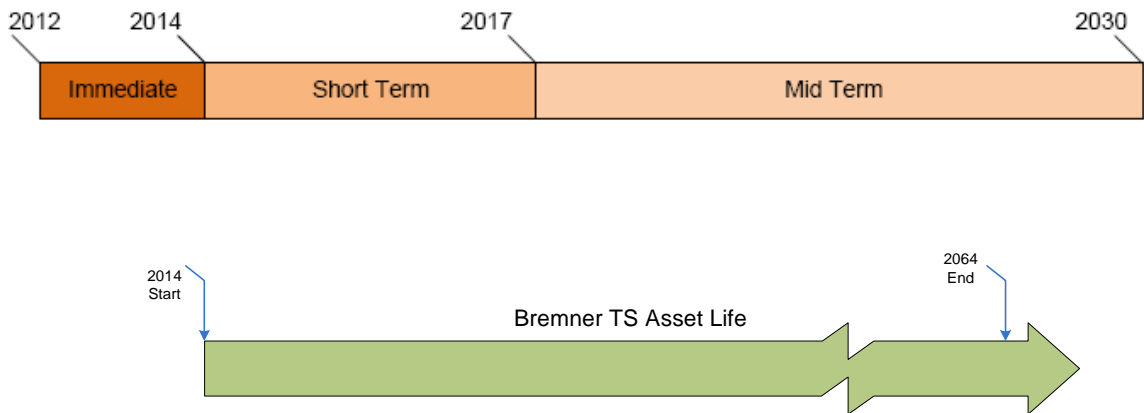 2012
2014
2017
2030
Immediate
Short Term
Mid Term
2014
Start
2064
End
Bremner TS Asset Life